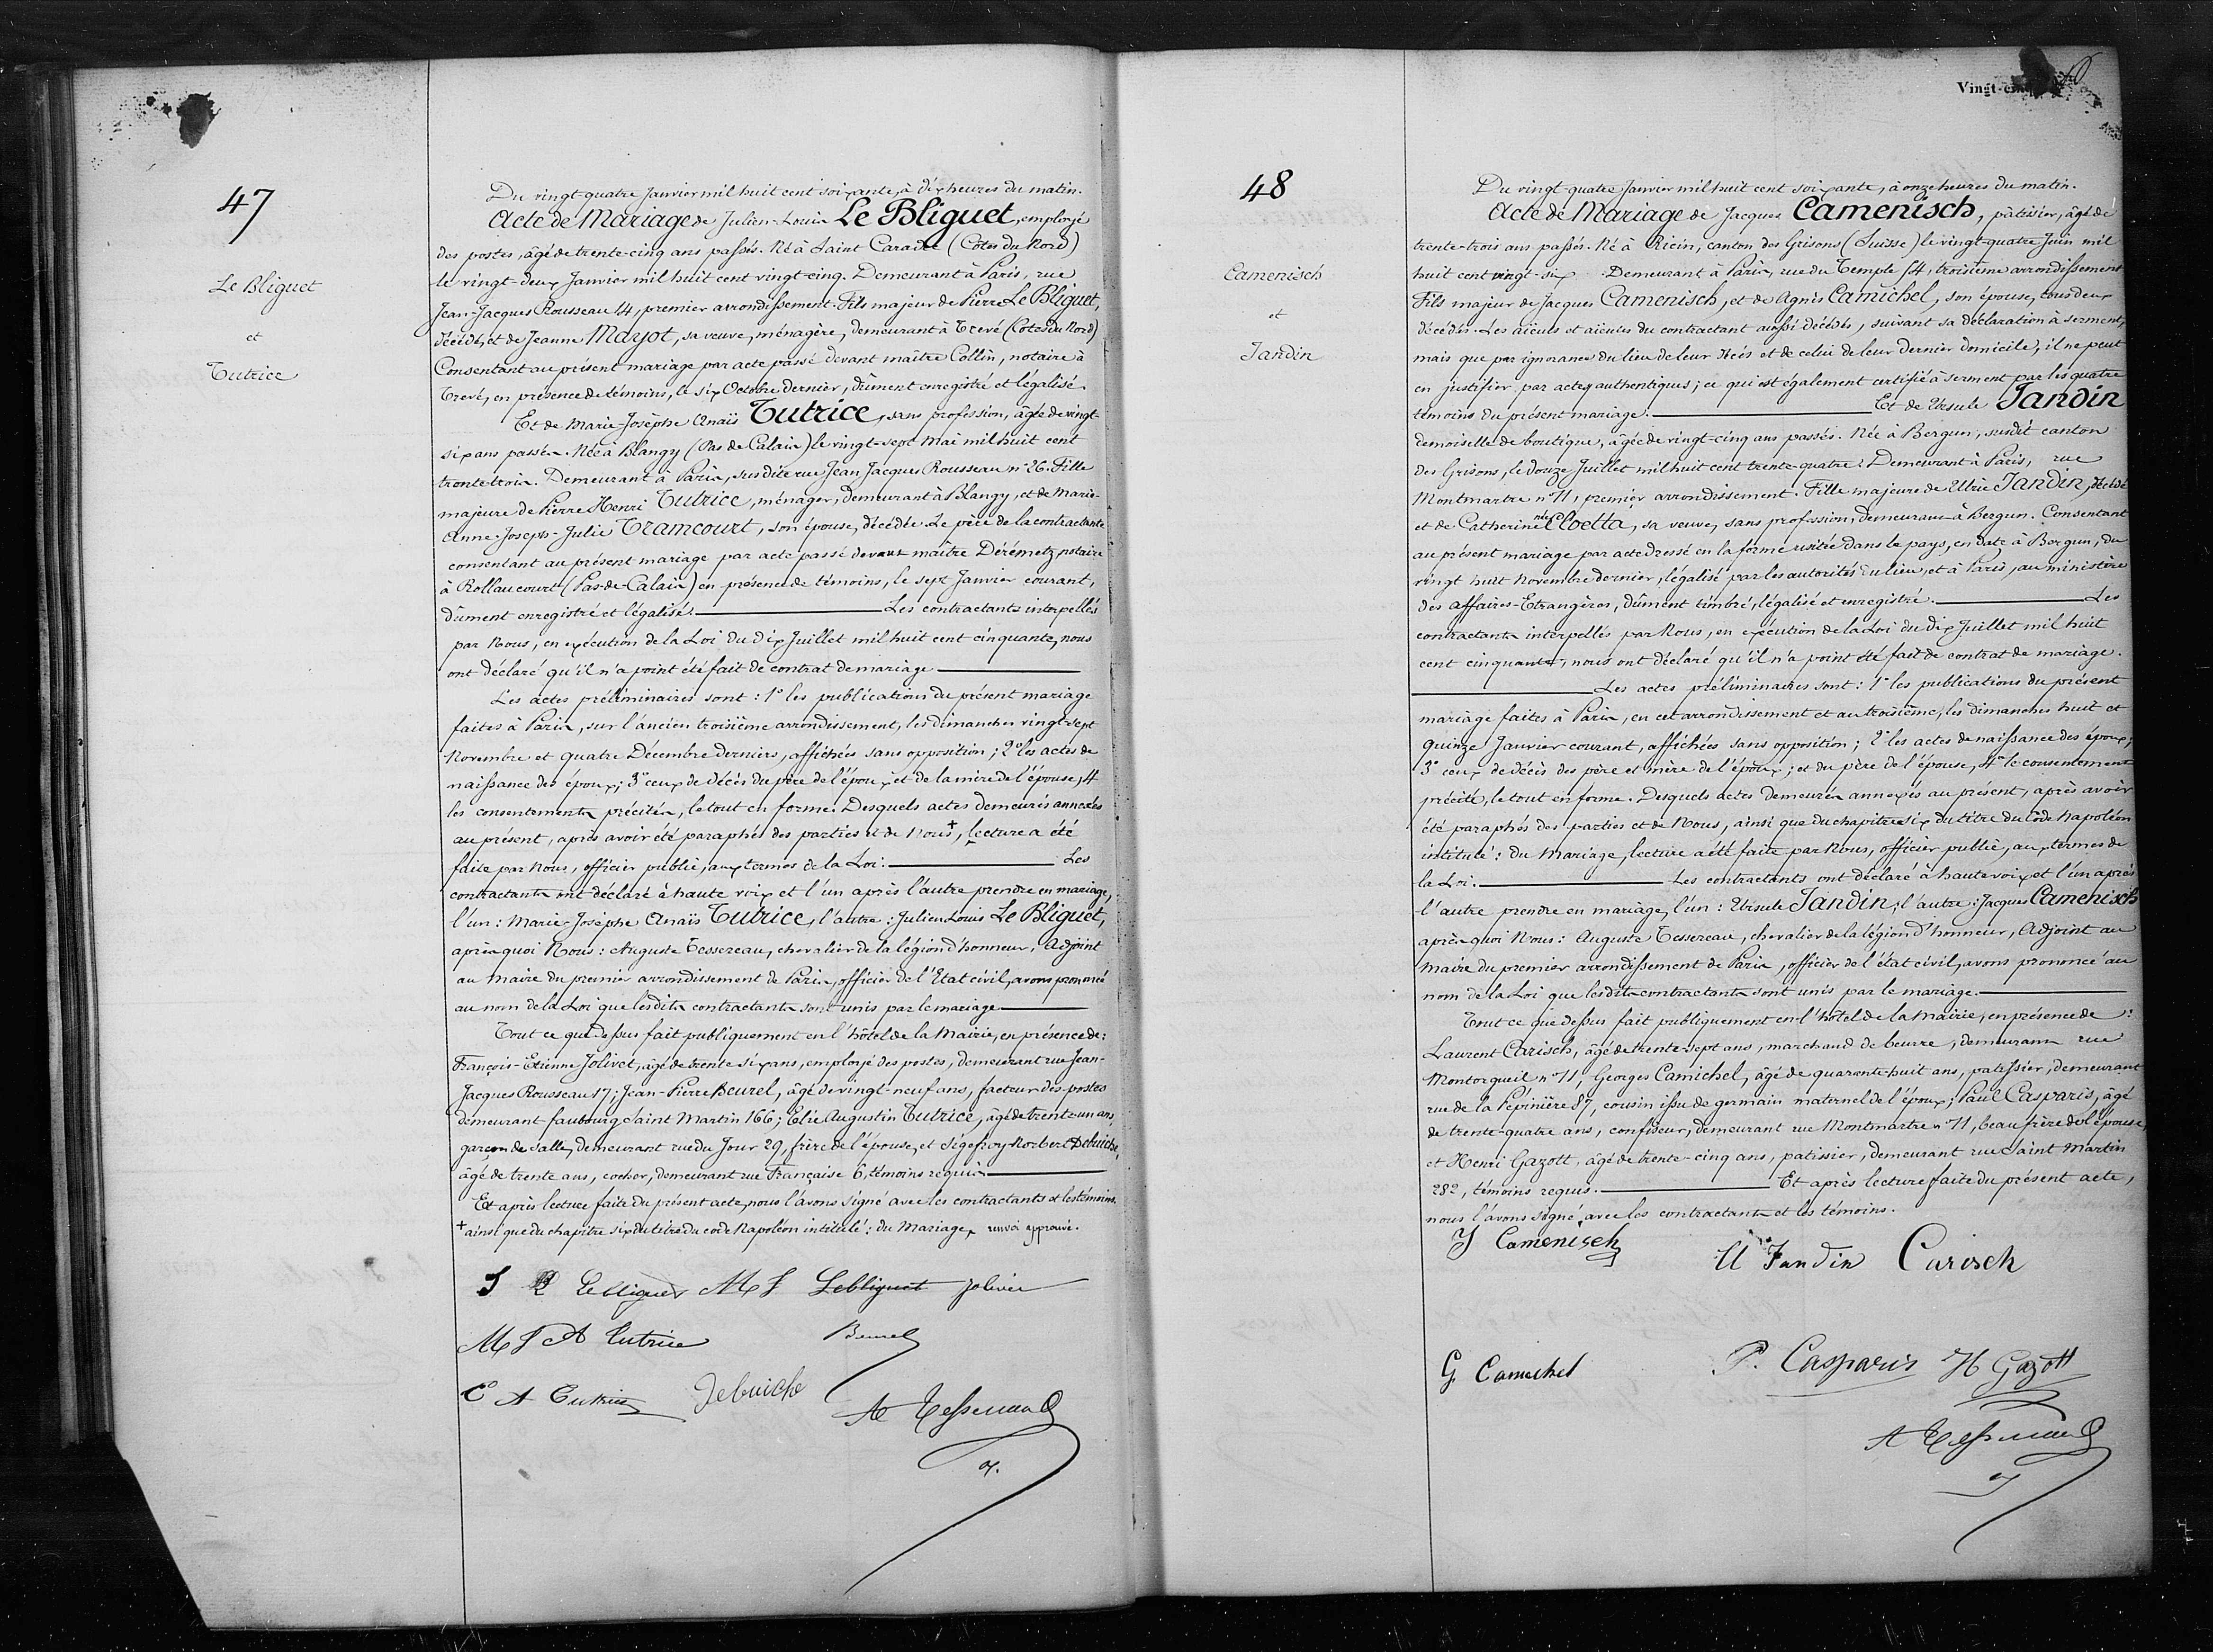 47
Le Bliguet
et
Tutrice
Du vingt-quatre Janvier mil huit cent soixante, à dix heures du matin.
Acte de Mariage de Julien-Louis Le Bliguet, employé
des postes, âgé de trente-cinq ans passés. Né à Saint Caradec (Côtes du Nord)
le vingt-deux Janvier mil huit cent vingt-cinq. Demeurant à Paris, rue
Jean-Jacques Rousseau 14, premier arrondissement. Fils majeur de Pierre Le Bliguet,
décédé, et de Jeanne Marjot, sa veuve, ménagère, demeurant à Trevé (Côtes du Nord)
Consentant au présent mariage par acte passé devant maître Collin, notaire à
Trevé, en présence de témoins, le six Octobre dernier, dûment enregistré et légalisé.
Et de Marie-Josèphe Anaïs Tutrice, sans profession, âgée de vingt-
six ans passés. Née à Blangy (Pas de Calais) le vingt-sept Mai mil huit cent
trente-trois. Demeurant à Paris, susdite rue Jean Jacques Rousseau n° 26. Fille
majeure de Pierre Henri Tutrice, ménager, demeurant à Blangy, et de Marie-
Anne-Joseph-Julie Tramcourt, son épouse, décédée. Le père de la contractante
consentant au présent mariage par acte passé devant maître Dérémetz notaire
à Rollancourt (Pas-de-Calais) en présence de témoins, le sept Janvier courant,
dûment enregistré et légalisé. Les contractants interpellés
par Nous, en exécution de la Loi du dix Juillet mil huit cent cinquante, nous
ont déclaré qu'il n'a point été fait de contrat de mariage
Les actes préliminaires sont : 1° les publications du présent mariage
faites à Paris, sur l'ancien troisième arrondissement, les dimanches vingt-sept
Novembre et quatre Décembre derniers, affichées sans opposition ; 2° les actes de
naissance des époux ; 3° ceux de décès du père de l'époux et de la mère de l'épouse, 4
les consentements précités, le tout en forme. Desquels actes demeurés annexés
au présent, après avoir été paraphés des parties et de Nous +, lecture a été
faite par Nous, officier public, aux termes de la Loi. Les
contractants ont déclaré à haute voix et l'un après l'autre prendre en mariage,
l'un : Marie-Josèphe Anaïs Tutrice, l'autre : Julien Louis Le Bliguet,
après quoi Nous : Auguste Tessereau, chevalier de la légion d'honneur, Adjoint
au Maire du premier arrondissement de Paris, officier de l'Etat civil, avons prononcé
au nom de la Loi que lesdits contractants sont unis par le mariage
Tout ce que dessus fait publiquement en l'hôtel de la Mairie, en présence de :
François-Etienne Jolivet, âgé de trente six ans, employé des postes, demeurant rue Jean-
Jacques Rousseau 17 ; Jean-Pierre Beurel, âgé de vingt-neuf ans, facteur des postes
demeurant faubourg Saint Martin 166 ; Elie Augustin Tutrice, âgé de trente-un ans,
garçon de salle, demeurant rue du Jour 29, frère de l'épouse, et Sigefroy-Norbert Debuiche,
âgé de trente ans, cocher, demeurant rue Française 6, témoins requis
Et après lecture faite du présent acte, nous l'avons signé avec les contractants et les témoins.
+ ainsi que du chapitre six du titre du code Napoléon intitulé : du Mariage, renvoi approuvé.
J L Lebliguet M J Lebliguet Jolivet
M J A Tutrice Beurel
E A Tutrice Debuiche
A Tessereau
48
Camenisch
et
Jandin
Vingt-cinq
Du vingt-quatre Janvier mil huit cent soixante, à onze heures du matin.
Acte de Mariage de Jacques Camenisch, pâtissier, âgé de
trente-trois ans passés. Né à Ricin, canton des Grisons (Suisse) le vingt-quatre Juin mil
huit cent vingt-six. Demeurant à Paris, rue du Temple 14, troisième arrondissement
Fils majeur de Jacques Camenisch, et de Agnès Camichel, son épouse, tous deux
décédés. Les aïeuls et aïeules du contractant aussi décédés, suivant sa déclaration à serment,
mais que par ignorance du lieu de leur décès et de celui de leur dernier domicile, il ne peut
en justifier par actes authentiques ; ce qui est également certifié à serment par les quatre
témoins du présent mariage. Et de Ursule Jandin
demoiselle de boutique, âgée de vingt-cinq ans passés. Née à Bergun, susdit canton
des Grisons, le douze Juillet mil huit cent trente-quatre. Demeurant à Paris, rue
Montmartre n° 11, premier arrondissement. Fille majeure de Ulric Jandin, décédé
et de Catherine née Cloetta, sa veuve, sans profession, demeurant à Bergun. Consentant
au présent mariage par acte dressé en la forme usitée dans le pays, en date à Bergun, du
vingt huit Novembre dernier, légalisé par les autorités du lieu, et à Paris, au ministère
des affaires-Etrangères, dûment timbré, légalisé et enregistré. Les
contractants interpellés par Nous, en exécution de la Loi du dix Juillet mil huit
cent cinquante, nous ont déclaré qu'il n'a point été fait de contrat de mariage.
Les actes préliminaires sont : 1° les publications du présent
mariage faites à Paris, en cet arrondissement et au troisième, les dimanches huit et
quinze Janvier courant, affichées sans opposition ; 2° les actes de naissance des époux ;
3° ceux de décès des père et mère de l'époux ; et du père de l'épouse, 4° le consentement
précité, le tout en forme. Desquels actes demeurés annexés au présent, après avoir
été paraphés des parties et de Nous, ainsi que du chapitre six du titre du Code Napoléon
intitulé : du Mariage, lecture a été faite par Nous, officier public, aux termes de
la Loi. Les contractants ont déclaré à haute voix et l'un après
l'autre prendre en mariage, l'un : Ursule Jandin, l'autre : Jacques Camenisch
après quoi Nous : Auguste Tessereau, chevalier de la légion d'honneur, Adjoint au
Maire du premier arrondissement de Paris, officier de l'état civil, avons prononcé au
nom de la Loi que lesdits contractants sont unis par le mariage.
Tout ce que dessus fait publiquement en l'hôtel de la Mairie, en présence de :
Laurent Carisch, âgé de trente-sept ans, marchand de beurre, demeurant rue
Montorgueil n° 11, Georges Camichel, âgé de quarante-huit ans, patissier, demeurant
rue de la Pépinière 87, cousin issu de germain maternel de l'époux ; Paul Casparis, âgé
de trente-quatre ans, confiseur, demeurant rue Montmartre n° 11, beau frère de l'épouse,
et Henri Gazott, âgé de trente-cinq ans, patissier, demeurant rue Saint Martin
282, témoins requis. Et après lecture faite du présent acte,
nous l'avons signé avec les contractants et les témoins.
J Camenisch
U Jandin Carisch
G Camichel P. Casparis H Gazott
A Tessereau